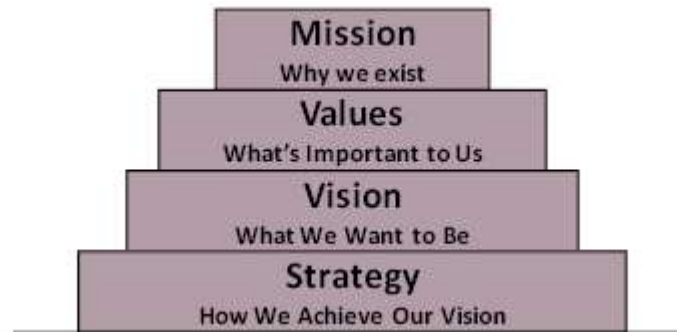 Mission
Why we exist
Values
What's Important to Us
Vision
What We Want to Be
Strategy
How We Achieve Our Vision